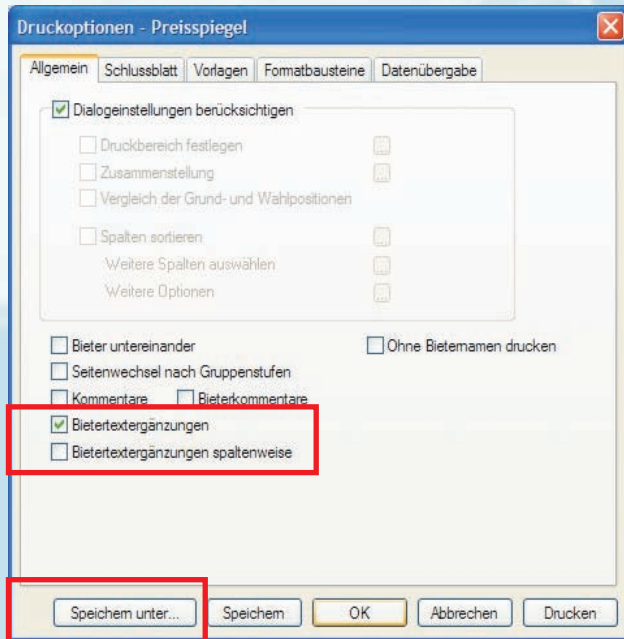 Druckoptionen - Preisspiegel
Allgemein Schlussblatt Vorlagen Formatbausteine Datenübergabe
Dialogeinstellungen berücksichtigen
Druckbereich festlegen ...
Zusammenstellung ...
Vergleich der Grund- und Wahlpositionen
Spalten sortieren ...
Weitere Spalten auswählen ...
Weitere Optionen ...
Bieter untereinander Ohne Bieternamen drucken
Seitenwechsel nach Gruppenstufen
Kommentare Bieterkommentare
Bietertextergänzungen
Bietertextergänzungen spaltenweise
Speichern unter... Speichern OK Abbrechen Drucken